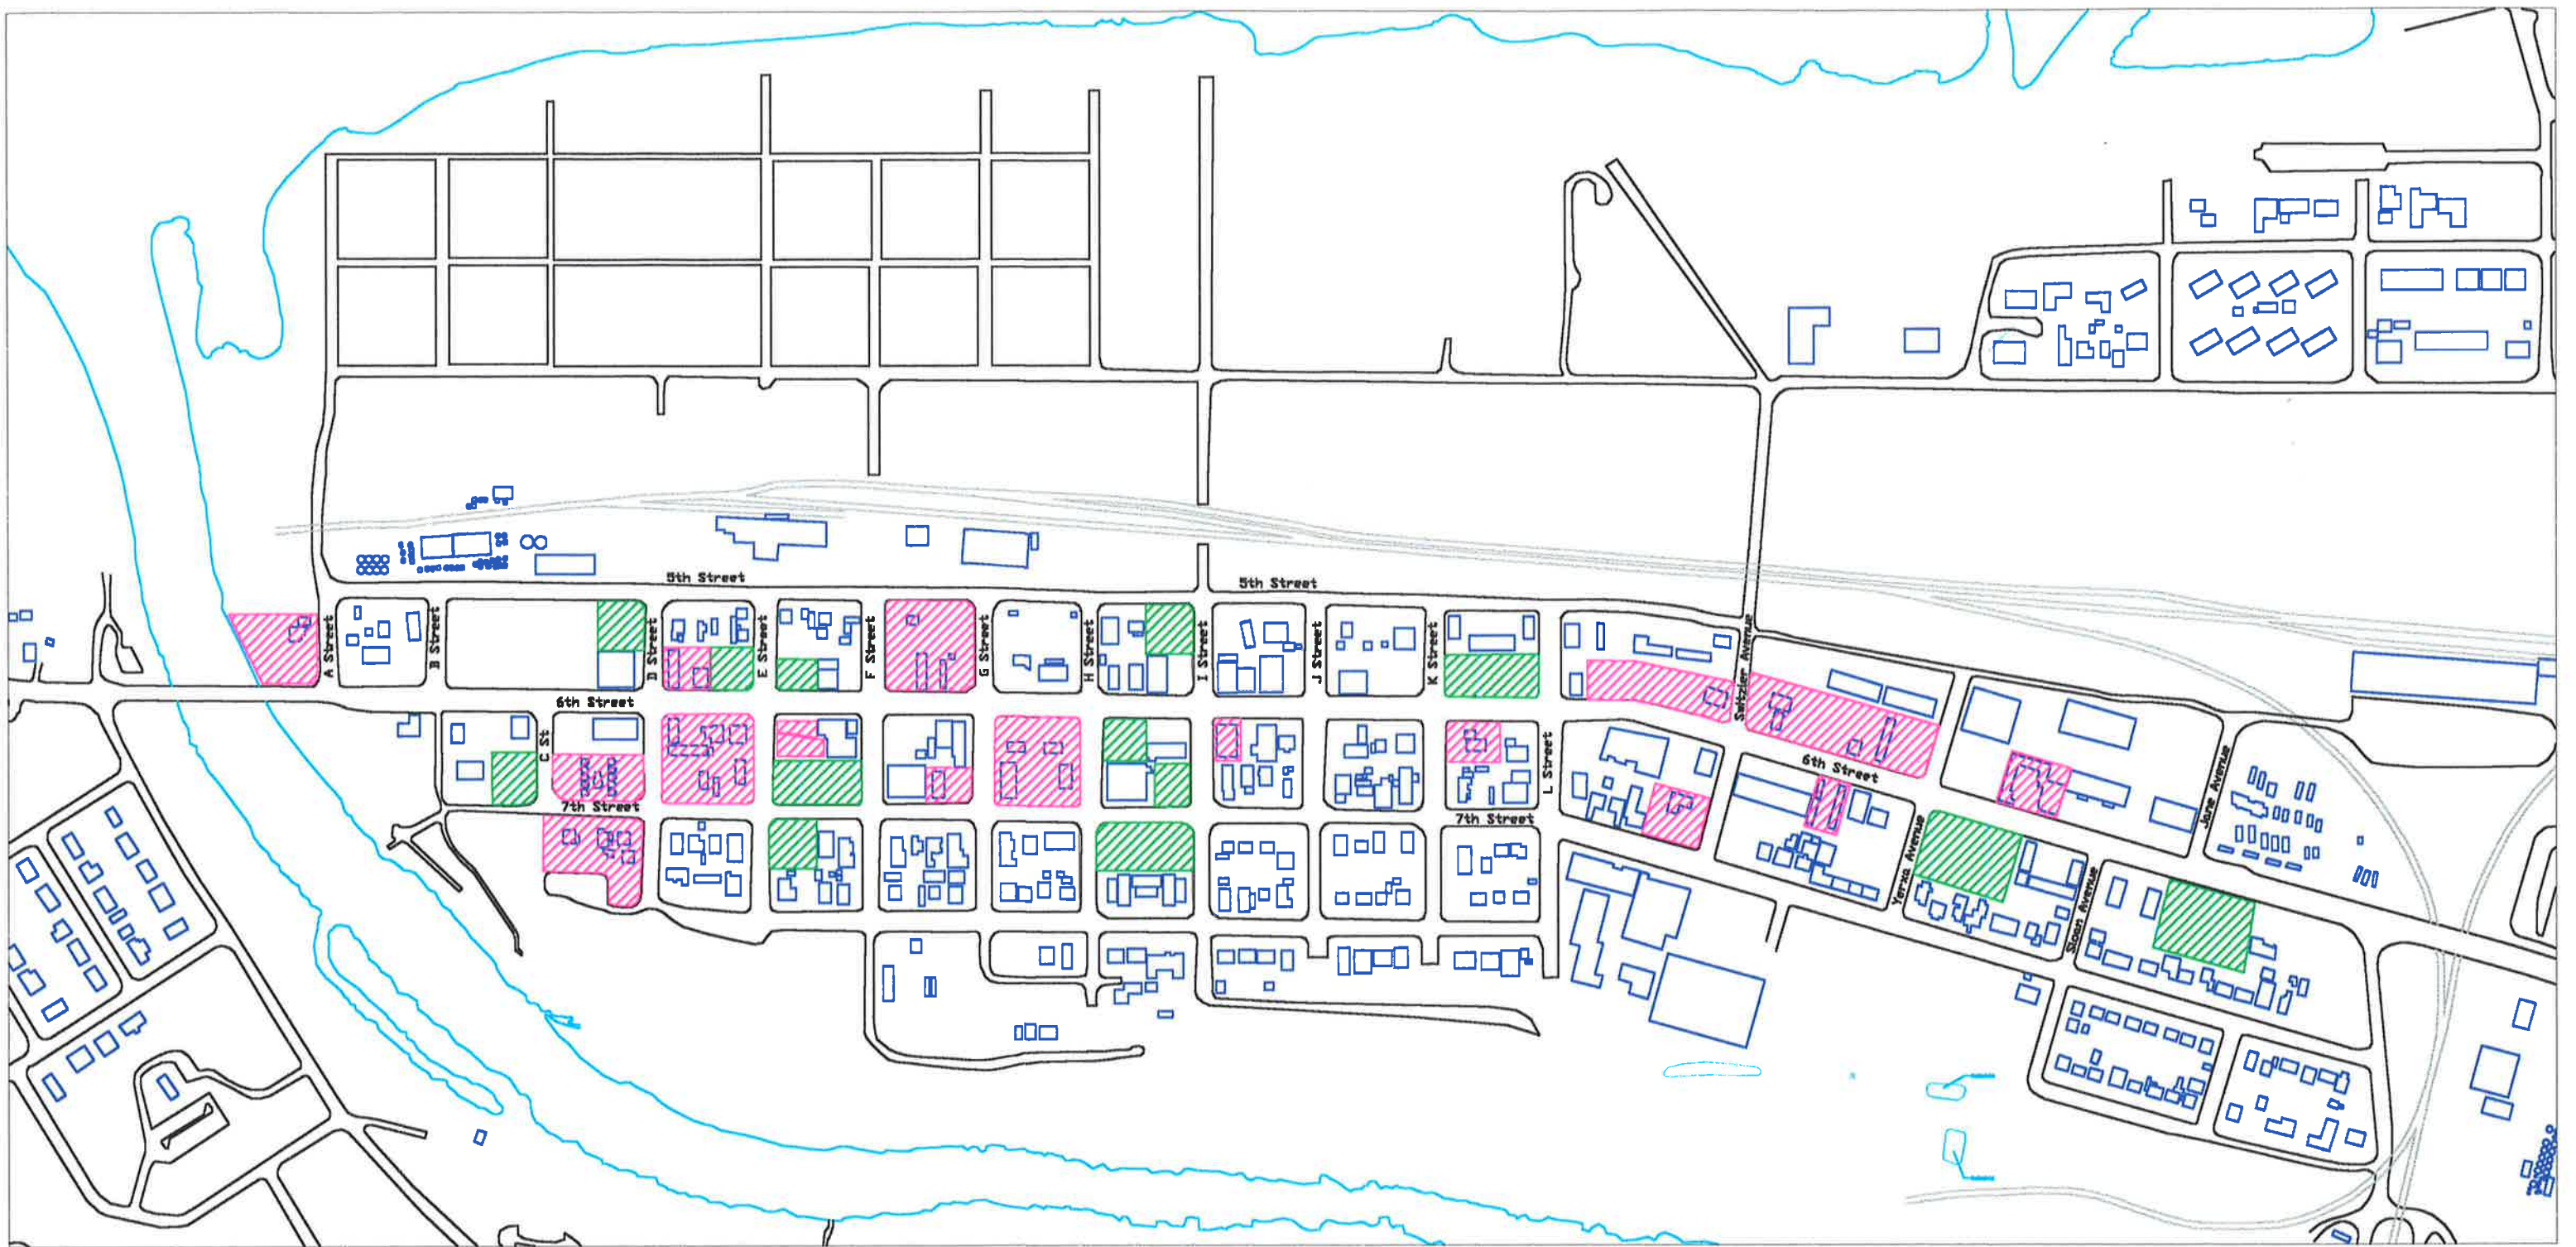 5th Street
5th Street
A Street
B Street
D Street
E Street
F Street
G Street
H Street
I Street
J Street
K Street
Switzler Avenue
6th Street
C St
L Street
6th Street
Jane Avenue
7th Street
7th Street
Yerxa Avenue
Sloan Avenue